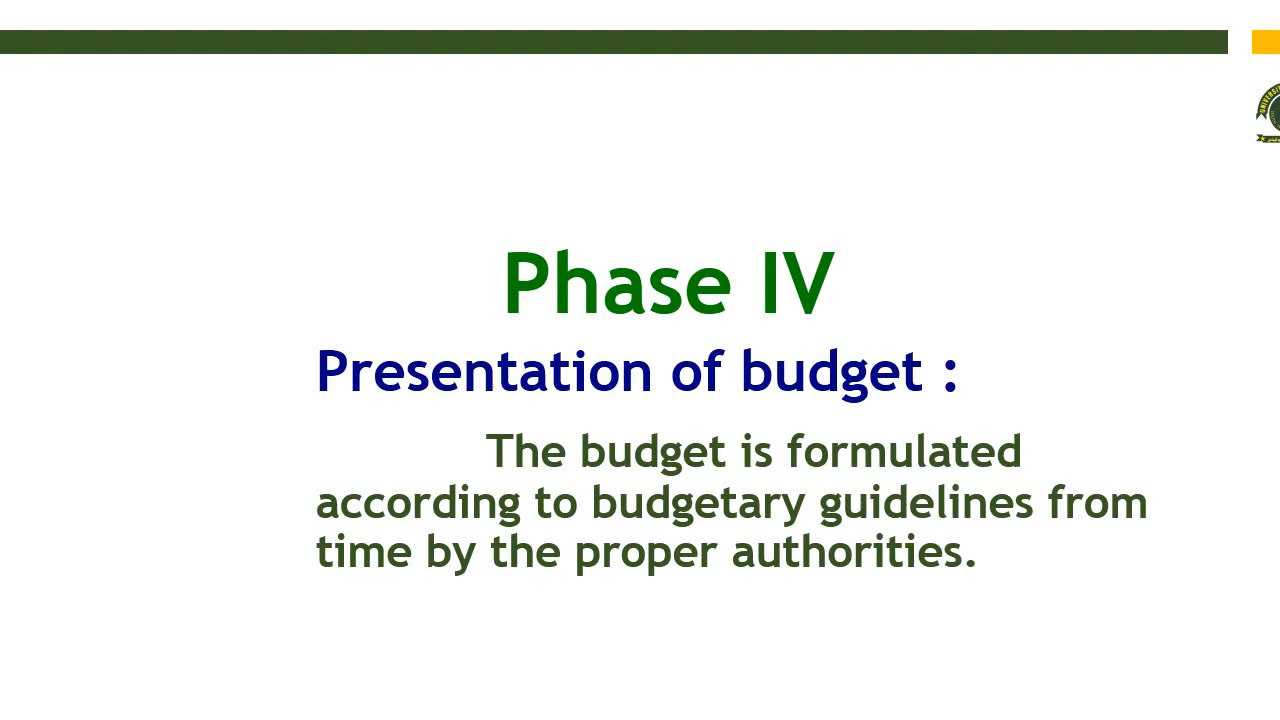 UNIVERSI
Phase IV
Presentation of budget :
The budget is formulated
according to budgetary guidelines from
time by the proper authorities.